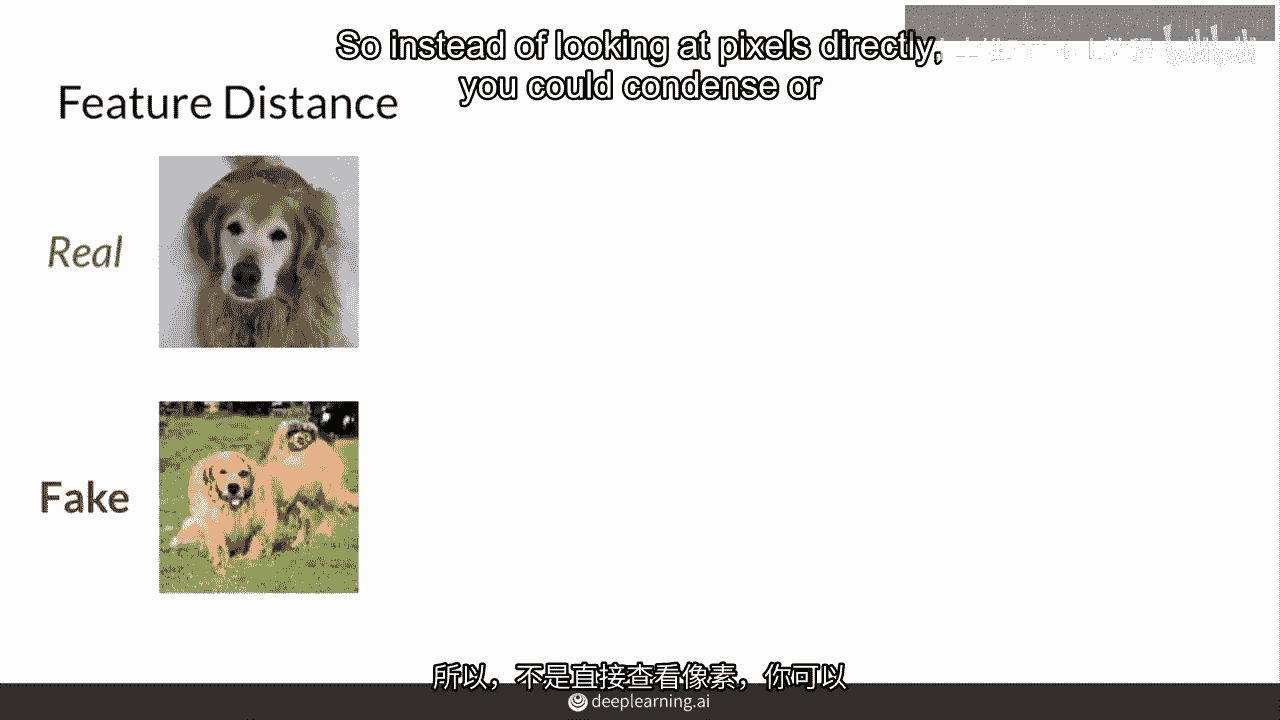 So instead of looking at pixels directly,
you could condense or
Feature Distance
Real
Fake
所以，不是直接查看像素，你可以
deeplearning.ai